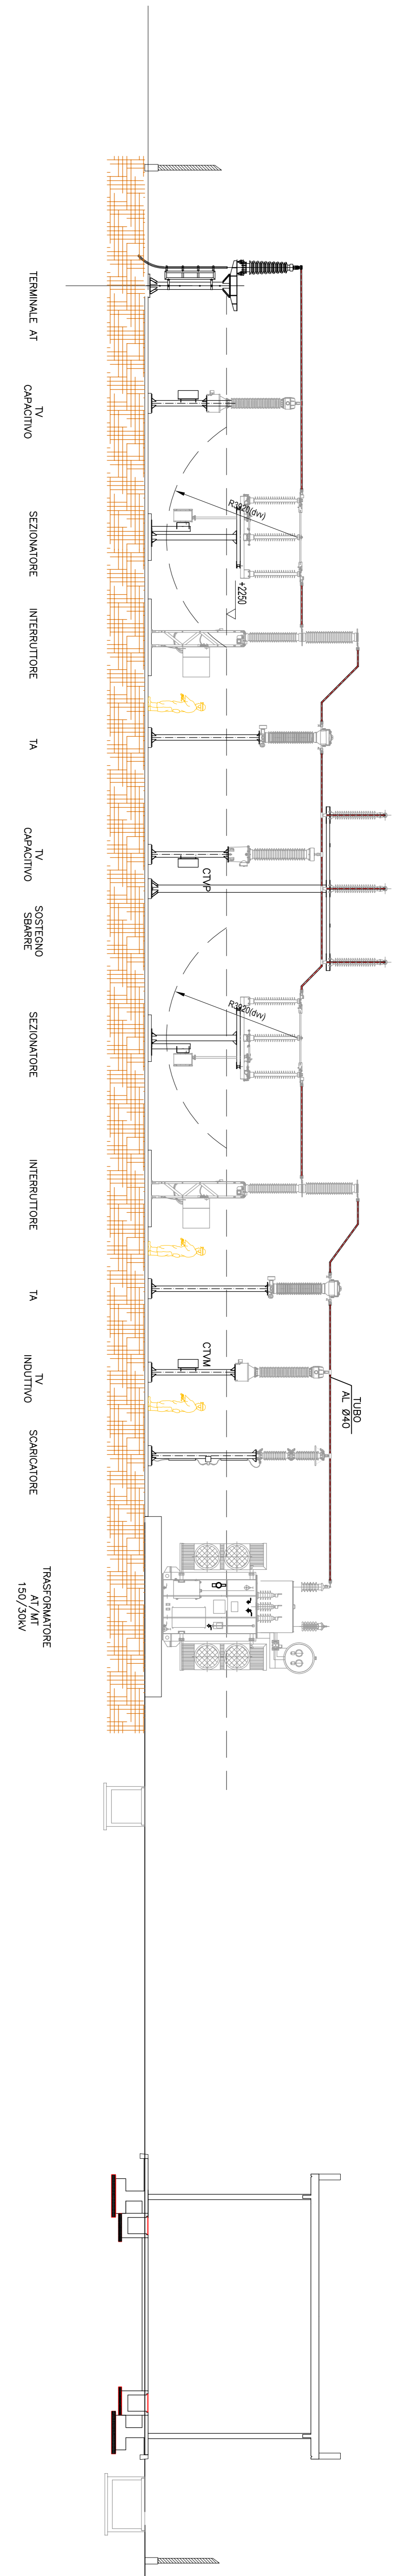 TERMINALE AT
TV
CAPACITIVO
SEZIONATORE
INTERRUTTORE
TA
TV
CAPACITIVO
SOSTEGNO
SBARRE
SEZIONATORE
INTERRUTTORE
TA
TV
INDUTTIVO
SCARICATORE
TRASFORMATORE
AT/MT
150/30kV
R3920(dvv)
+2250
CTVP
R3920(dvv)
CTVM
TUBO
AL Ø40